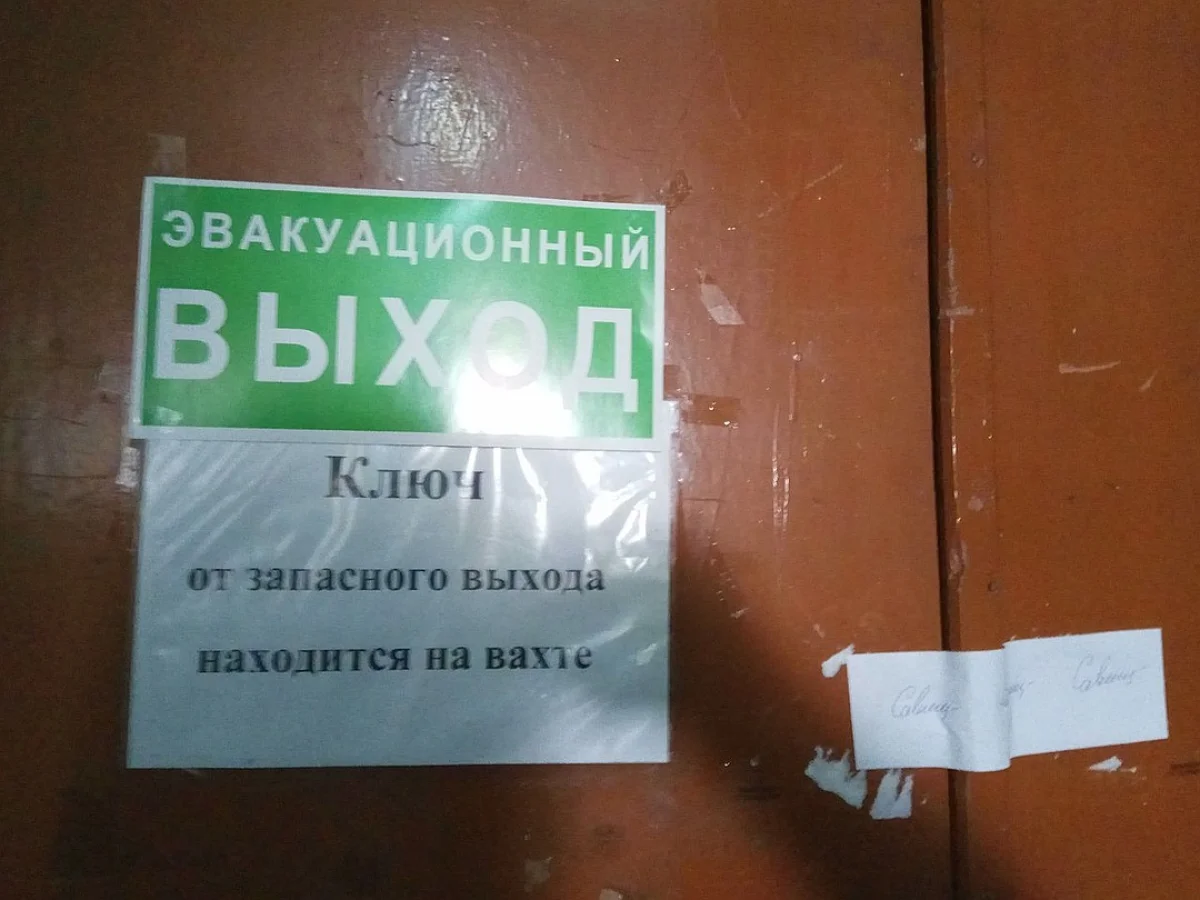 ЭВАКУАЦИОННЫЙ
ВЫХОД
Ключ
от запасного выхода
находится на вахте